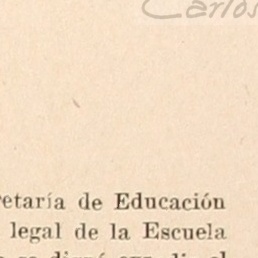 Carlos
retaría de Educación
legal de la Escuela